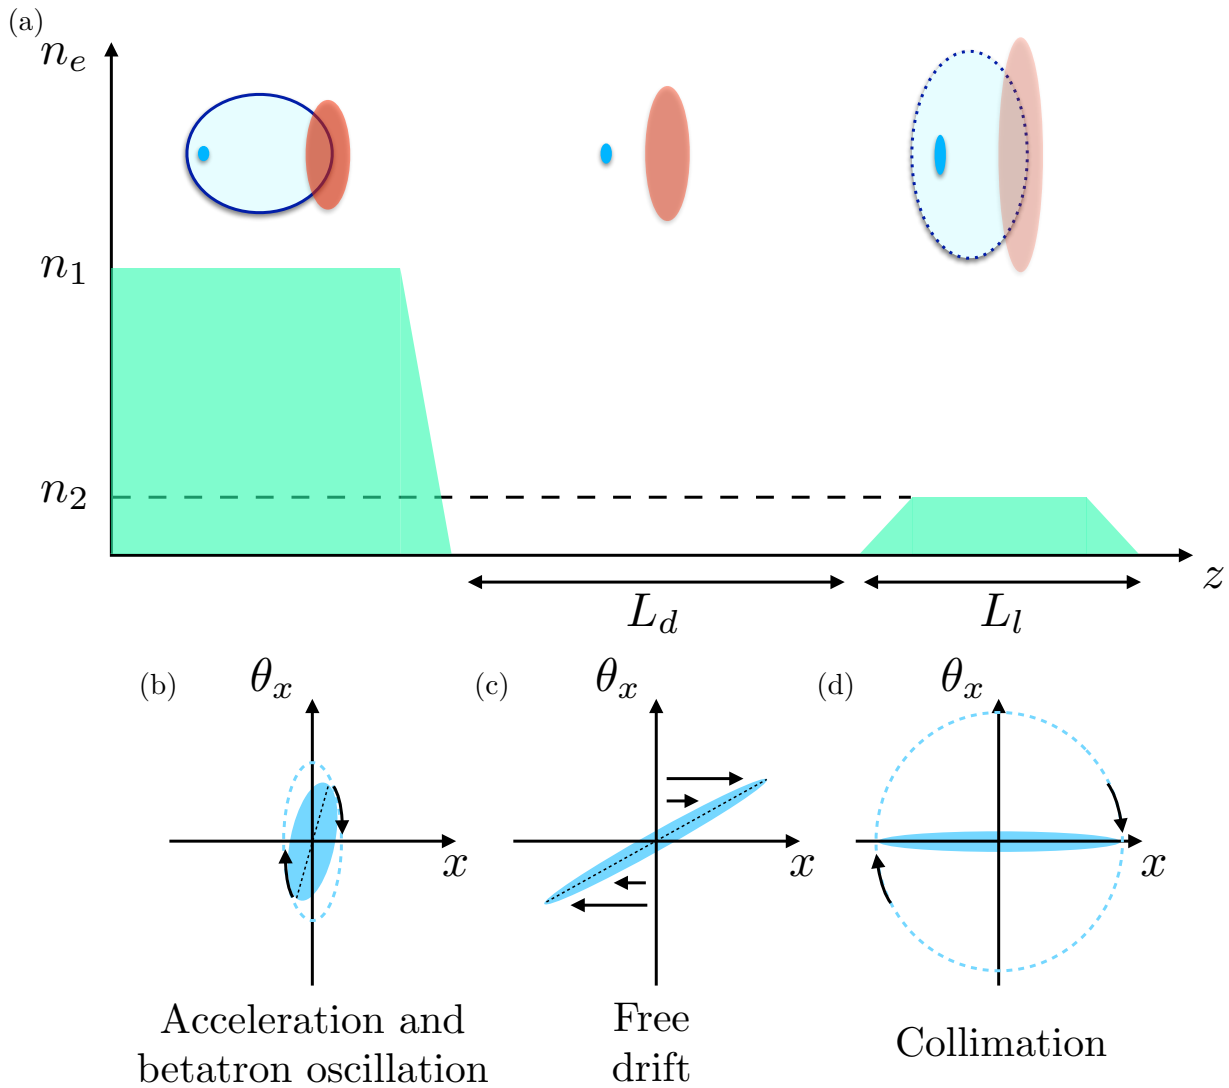 (a)
n_e
n_1
n_2
z
L_d
L_l
(b)
θ_x
x
(c)
θ_x
x
(d)
θ_x
x
Acceleration and
betatron oscillation
Free
drift
Collimation